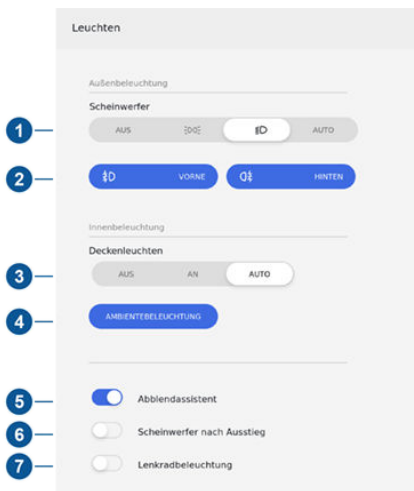 Leuchten
Außenbeleuchtung
Scheinwerfer
1
AUS AUTO
2
VORNE HINTEN
Innenbeleuchtung
Deckenleuchten
3
AUS AN AUTO
4
AMBIENTEBELEUCHTUNG
5 Abblendassistent
6 Scheinwerfer nach Ausstieg
7 Lenkradbeleuchtung